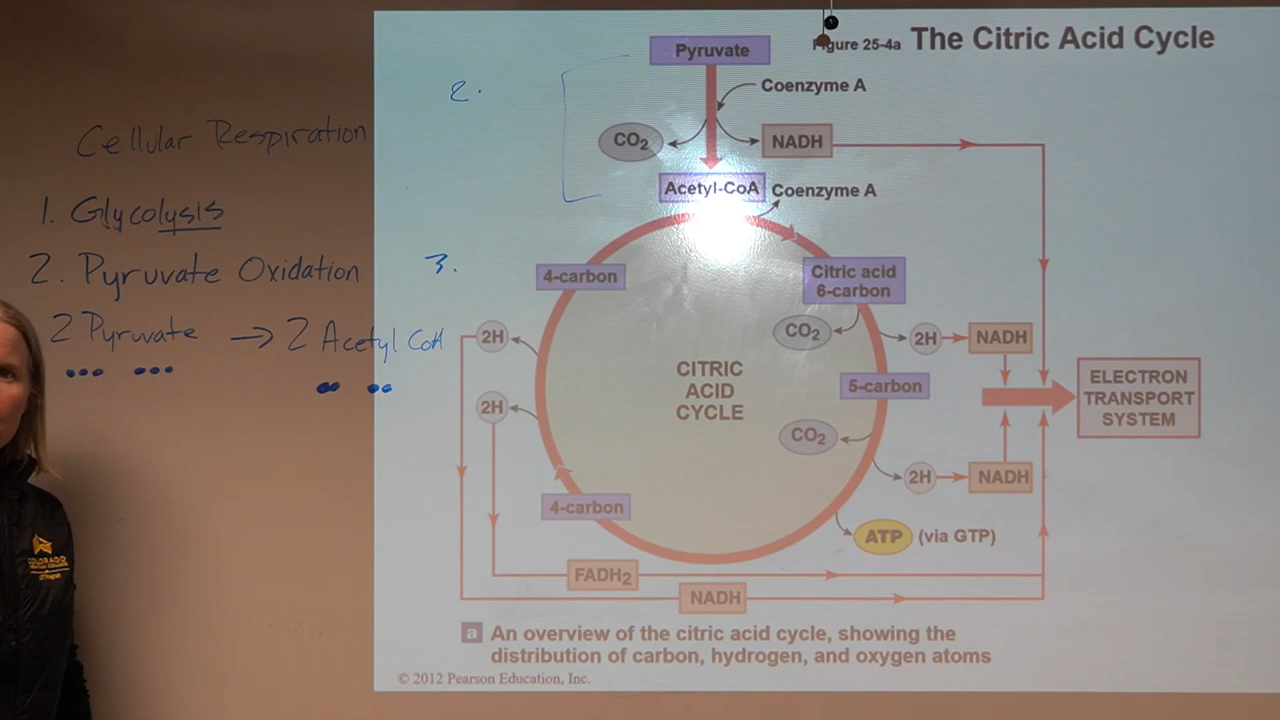 Figure 25-4a The Citric Acid Cycle
Pyruvate
2.
Coenzyme A
CO₂
NADH
Cellular Respiration
Acetyl-CoA
Coenzyme A
1. Glycolysis
2. Pyruvate Oxidation
3.
4-carbon
Citric acid
6-carbon
2 Pyruvate → 2 Acetyl CoA
2H
CO₂
2H
NADH
CITRIC
ACID
CYCLE
5-carbon
ELECTRON
TRANSPORT
SYSTEM
2H
CO₂
2H
NADH
4-carbon
ATP (via GTP)
FADH₂
NADH
a An overview of the citric acid cycle, showing the
distribution of carbon, hydrogen, and oxygen atoms
© 2012 Pearson Education, Inc.
COLORADO